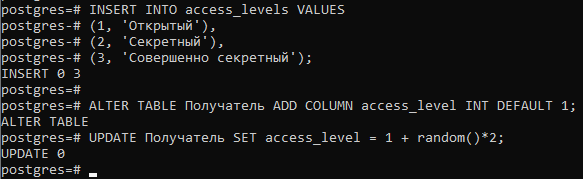 postgres=# INSERT INTO access_levels VALUES
postgres-# (1, 'Открытый'),
postgres-# (2, 'Секретный'),
postgres-# (3, 'Совершенно секретный');
INSERT 0 3
postgres=#
postgres=# ALTER TABLE Получатель ADD COLUMN access_level INT DEFAULT 1;
ALTER TABLE
postgres=# UPDATE Получатель SET access_level = 1 + random()*2;
UPDATE 0
postgres=#